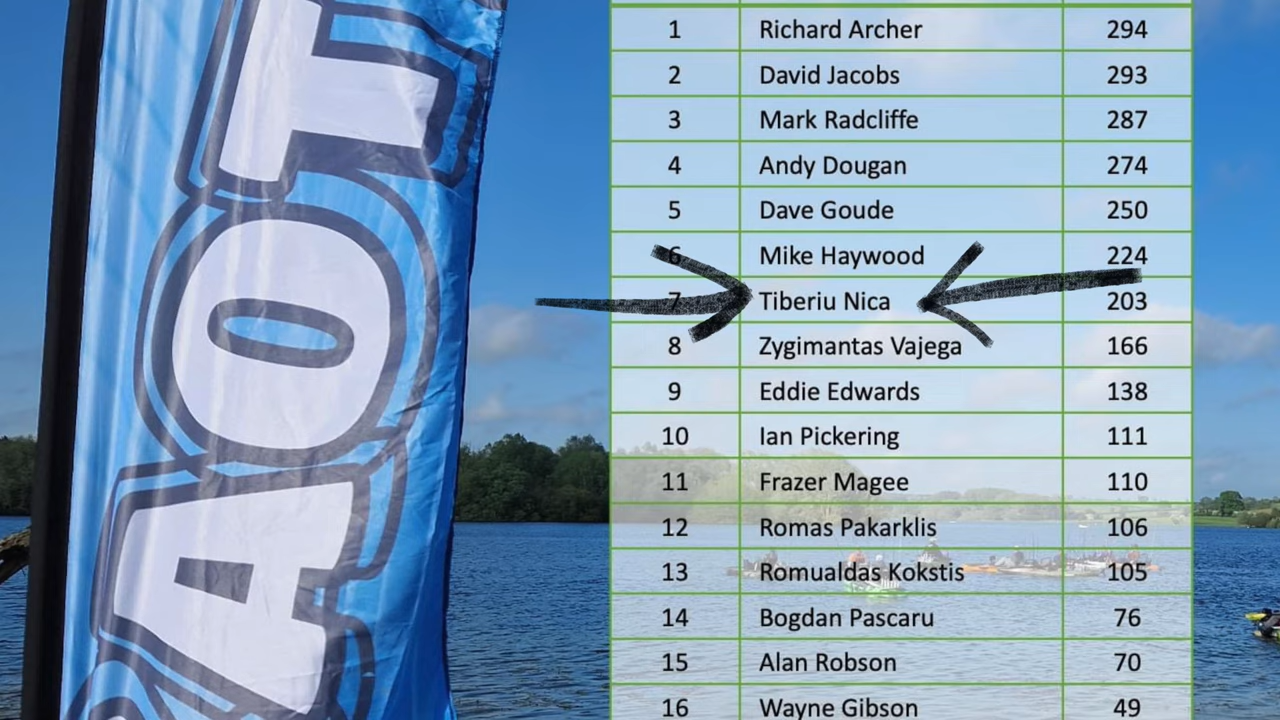 AOT
1 Richard Archer 294
2 David Jacobs 293
3 Mark Radcliffe 287
4 Andy Dougan 274
5 Dave Goude 250
6 Mike Haywood 224
7 Tiberiu Nica 203
8 Zygimantas Vajega 166
9 Eddie Edwards 138
10 Ian Pickering 111
11 Frazer Magee 110
12 Romas Pakarklis 106
13 Romualdas Kokstis 105
14 Bogdan Pascaru 76
15 Alan Robson 70
16 Wayne Gibson 49